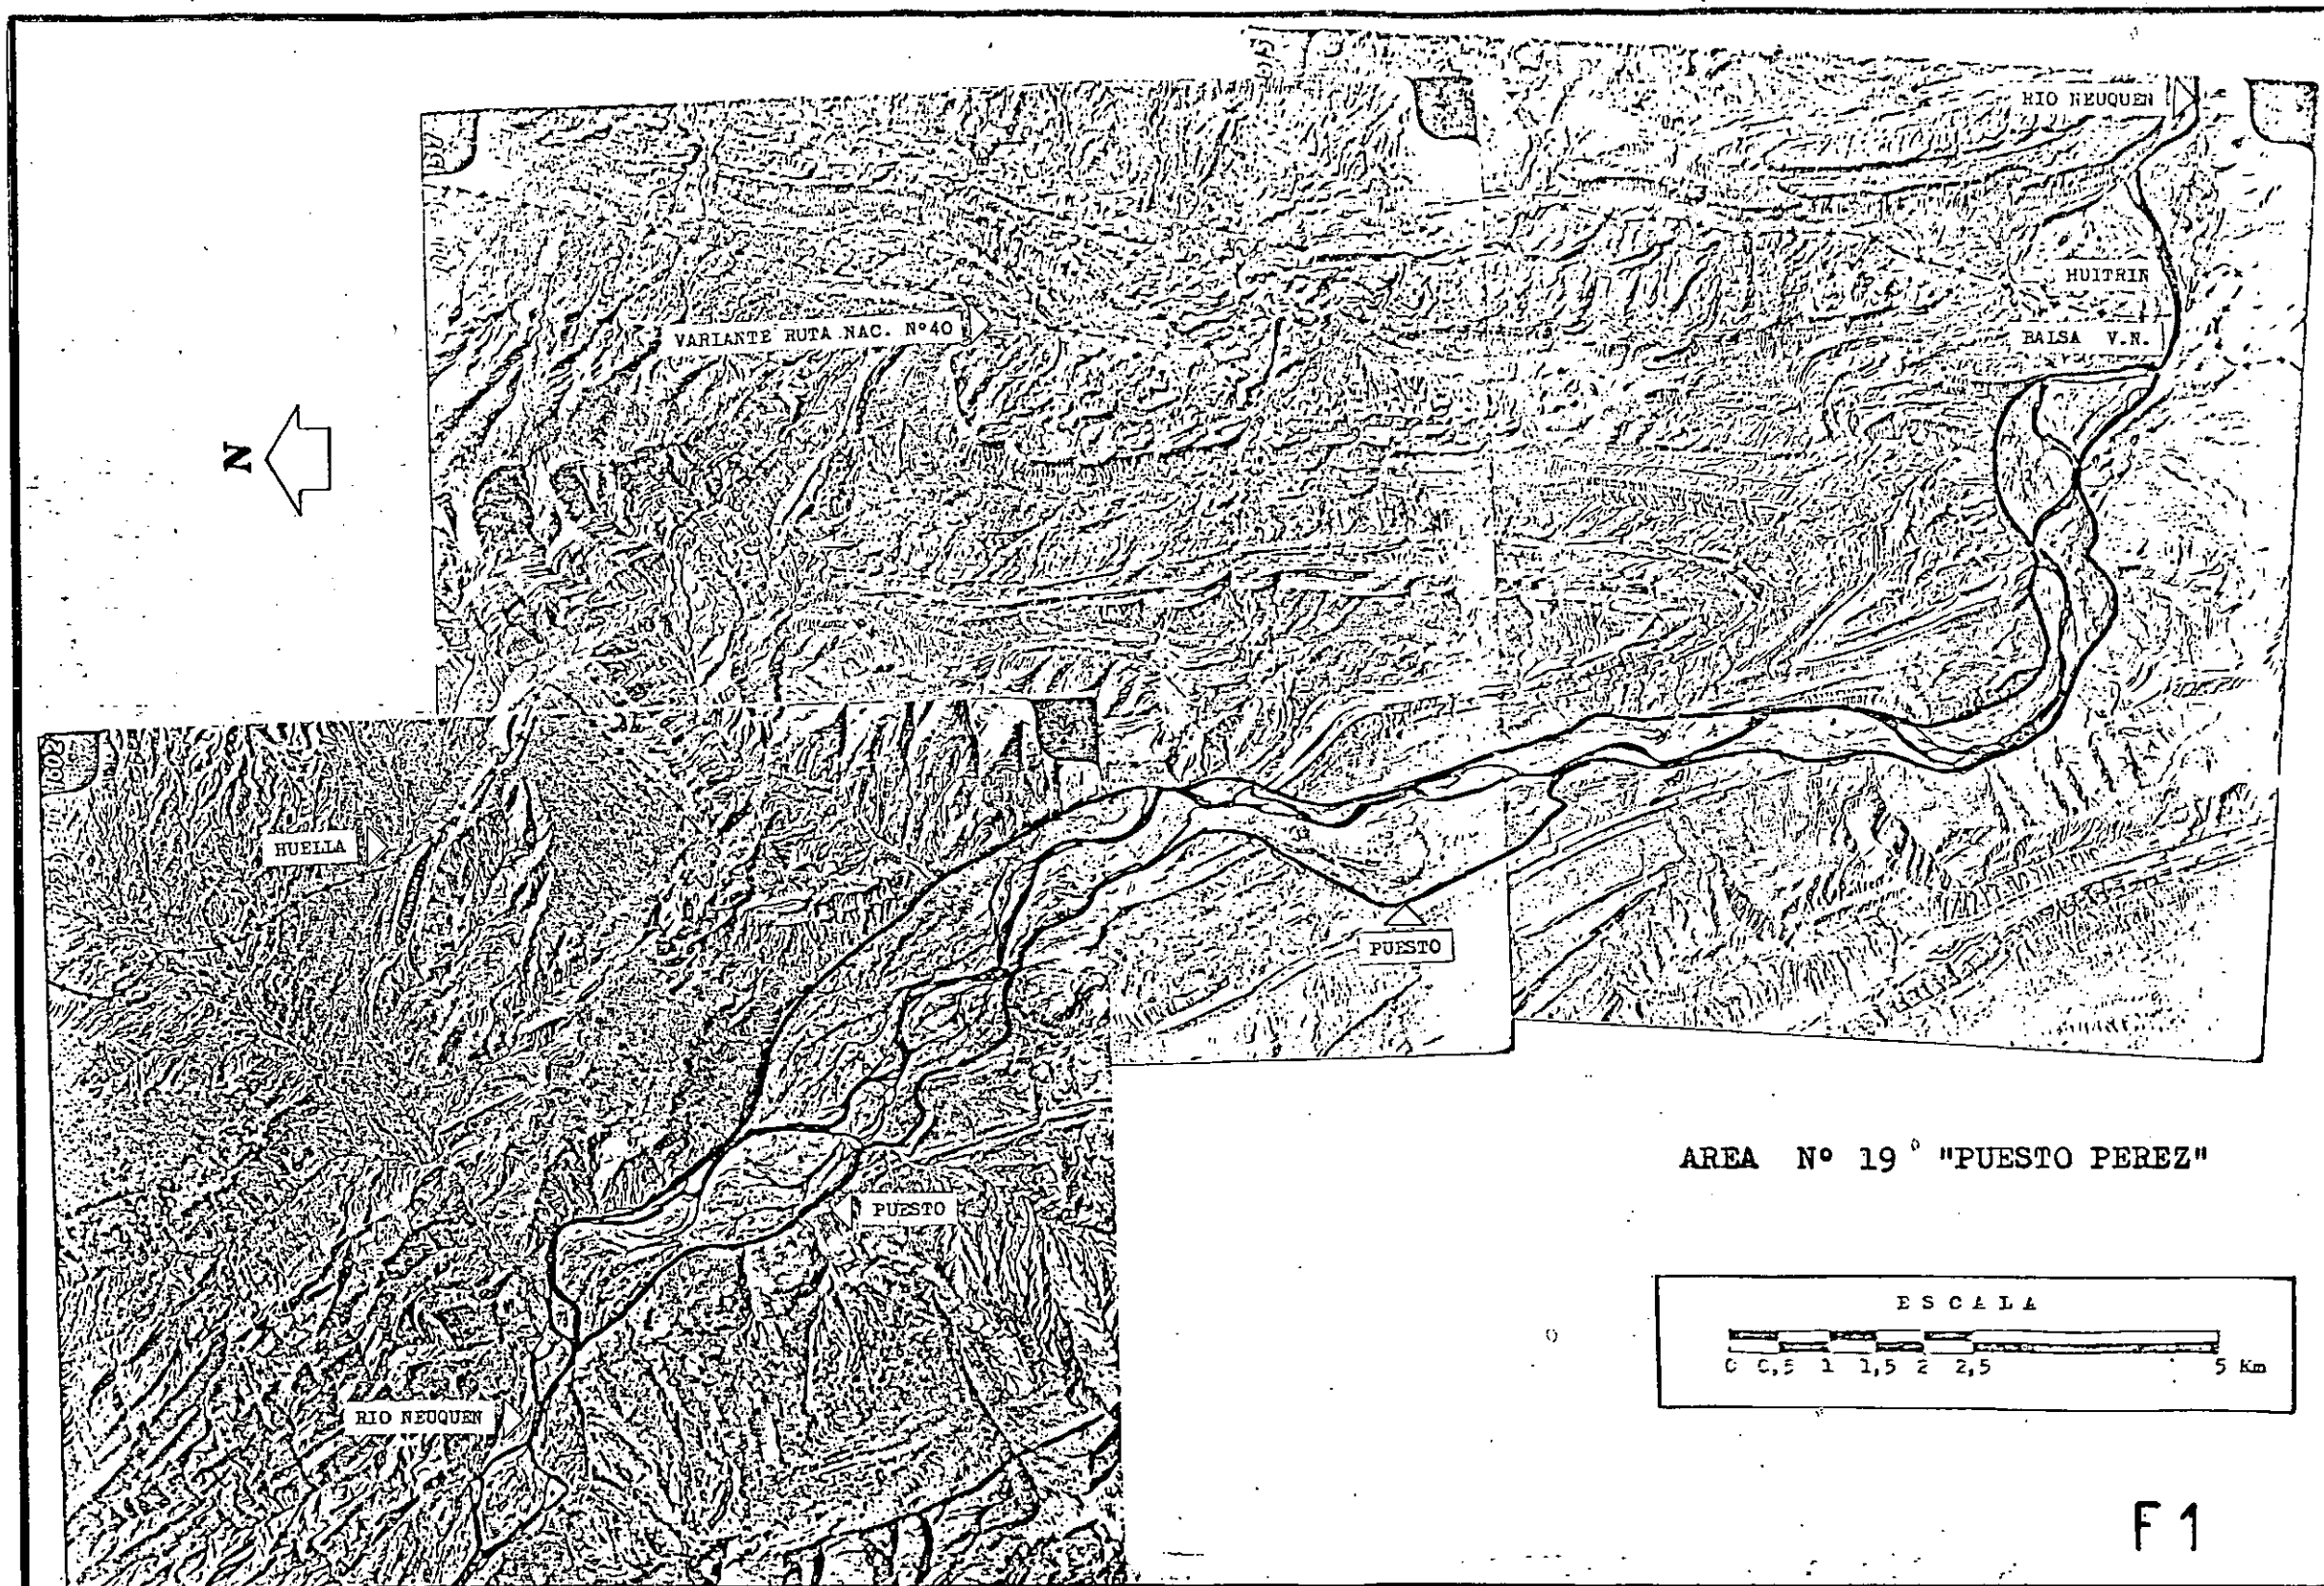 RIO NEUQUEN
HUITRIN
VARIANTE RUTA NAC. Nº40
BALSA V.N.
N
HUELLA
PUESTO
AREA Nº 19 "PUESTO PEREZ"
PUESTO
ESCALA
0 0,5 1 1,5 2 2,5 5 Km
RIO NEUQUEN
F1